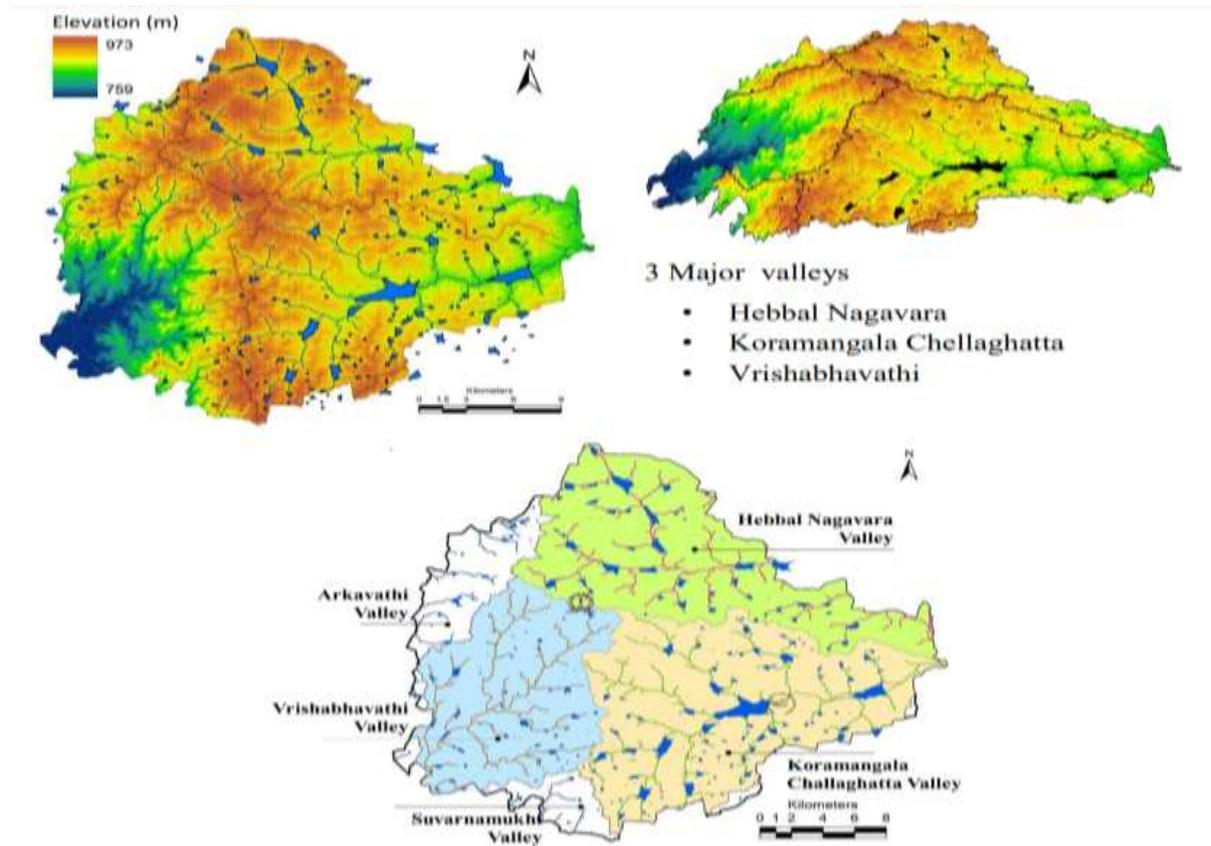 Elevation (m)
973
759
N
Kilometers
3 Major valleys
• Hebbal Nagavara
• Koramangala Chellaghatta
• Vrishabhavathi
N
Hebbal Nagavara
Valley
Arkavathi
Valley
Vrishabhavathi
Valley
Koramangala
Challaghatta Valley
Suvarnamukhi
Valley
Kilometers
0 1 2 4 6 8